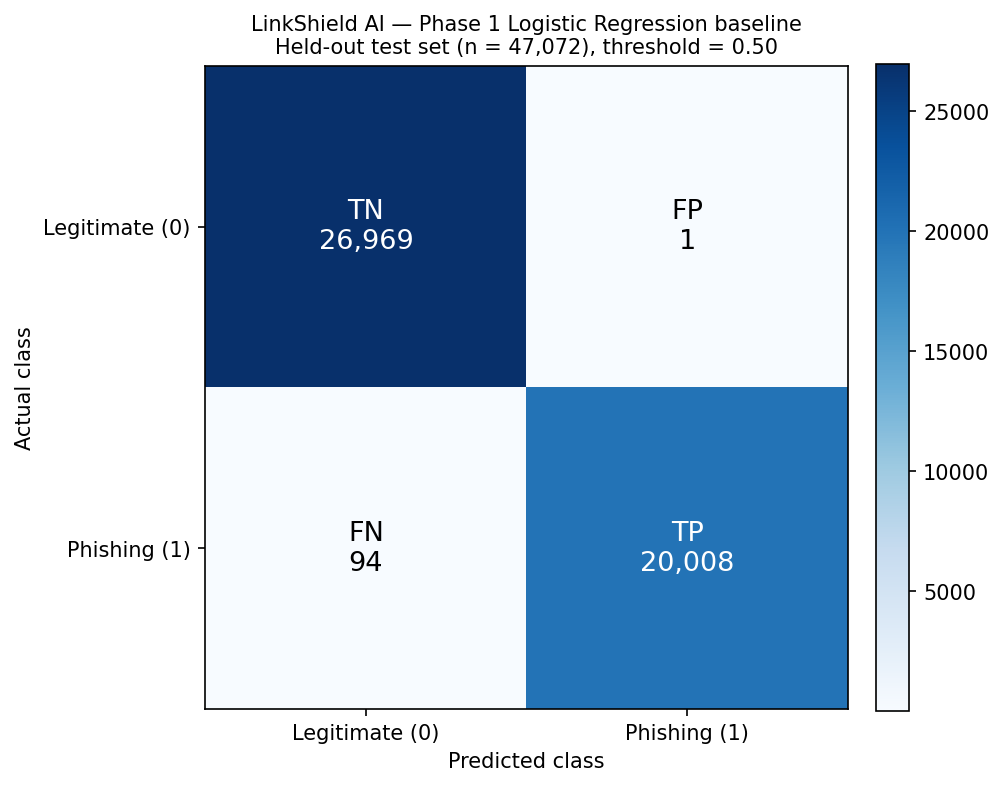 LinkShield AI — Phase 1 Logistic Regression baseline
Held-out test set (n = 47,072), threshold = 0.50
Actual class
Legitimate (0)
Phishing (1)
TN
26,969
FP
1
FN
94
TP
20,008
Legitimate (0)
Phishing (1)
Predicted class
25000
20000
15000
10000
5000